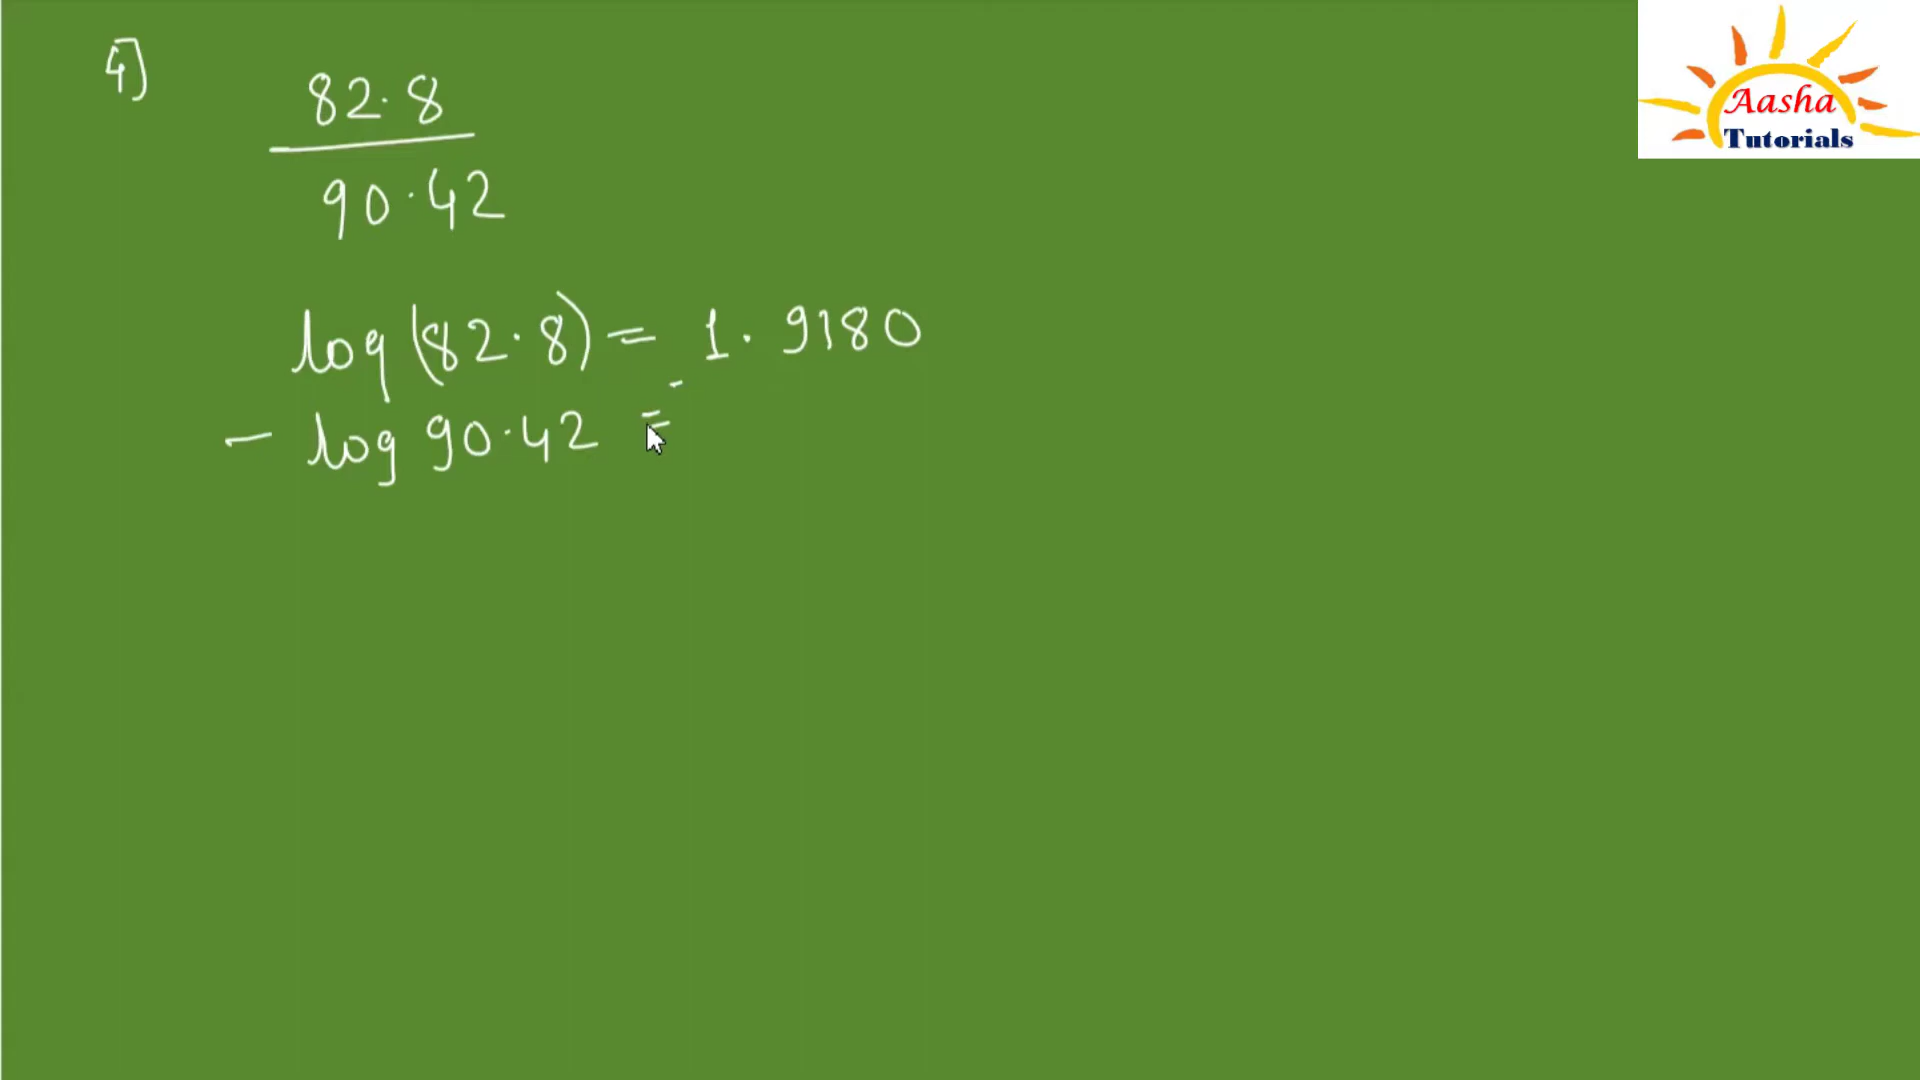 4)
82.8
90.42
log (82.8) = 1.9180
- log 90.42 =
Aasha
Tutorials